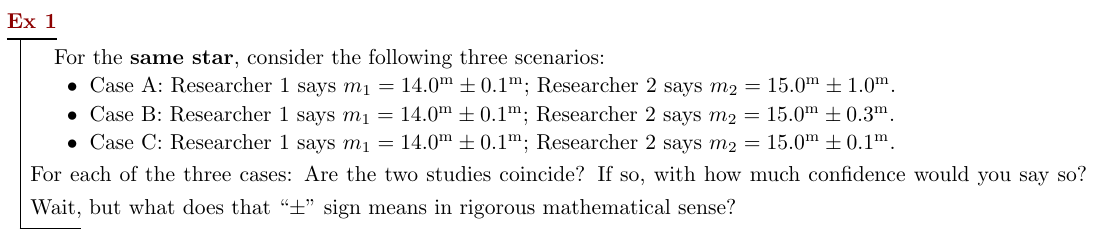 Ex 1
For the same star, consider the following three scenarios:
• Case A: Researcher 1 says m₁ = 14.0ᵐ ± 0.1ᵐ; Researcher 2 says m₂ = 15.0ᵐ ± 1.0ᵐ.
• Case B: Researcher 1 says m₁ = 14.0ᵐ ± 0.1ᵐ; Researcher 2 says m₂ = 15.0ᵐ ± 0.3ᵐ.
• Case C: Researcher 1 says m₁ = 14.0ᵐ ± 0.1ᵐ; Researcher 2 says m₂ = 15.0ᵐ ± 0.1ᵐ.
For each of the three cases: Are the two studies coincide? If so, with how much confidence would you say so?
Wait, but what does that “±” sign means in rigorous mathematical sense?